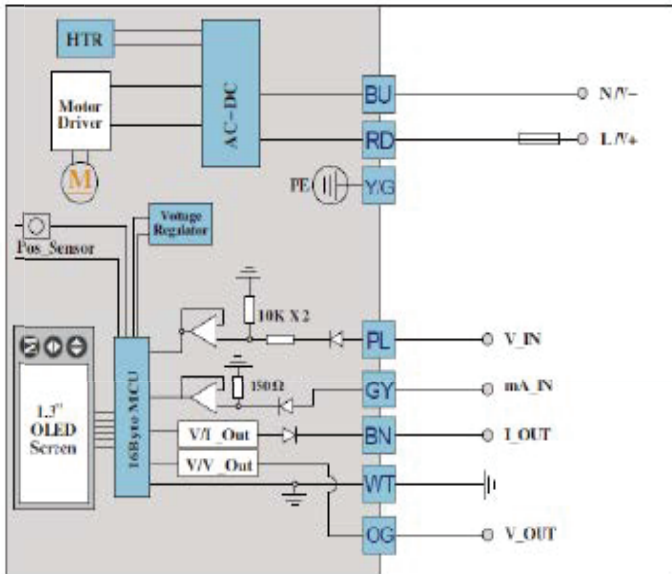 HTR
Motor
Driver
M
AC-DC
BU
N/V-
RD
L/V+
PE
Y/G
Voltage
Regulator
Pos_Sensor
10K X 2
PL
V_IN
150Ω
GY
mA_IN
M
1.3"
OLED
Screen
16Byto MCU
V/I_Out
BN
I_OUT
V/V_Out
WT
OG
V_OUT